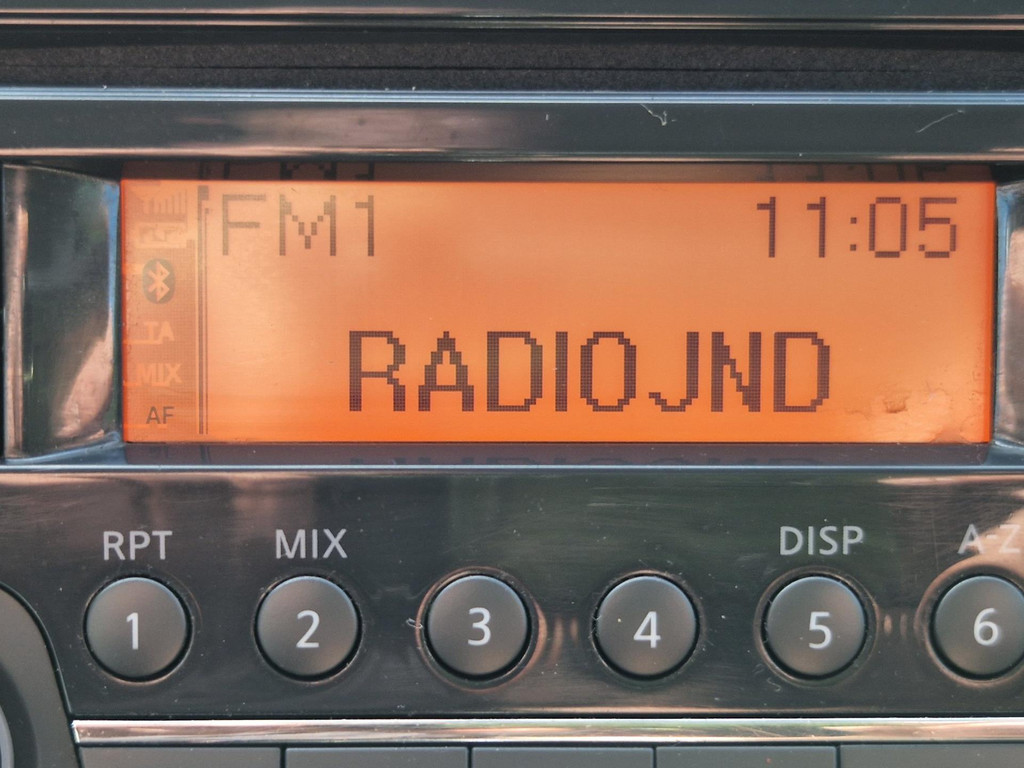 FM1 11:05
TA
MIX
AF
RADIOJND
RPT MIX DISP A-Z
1 2 3 4 5 6